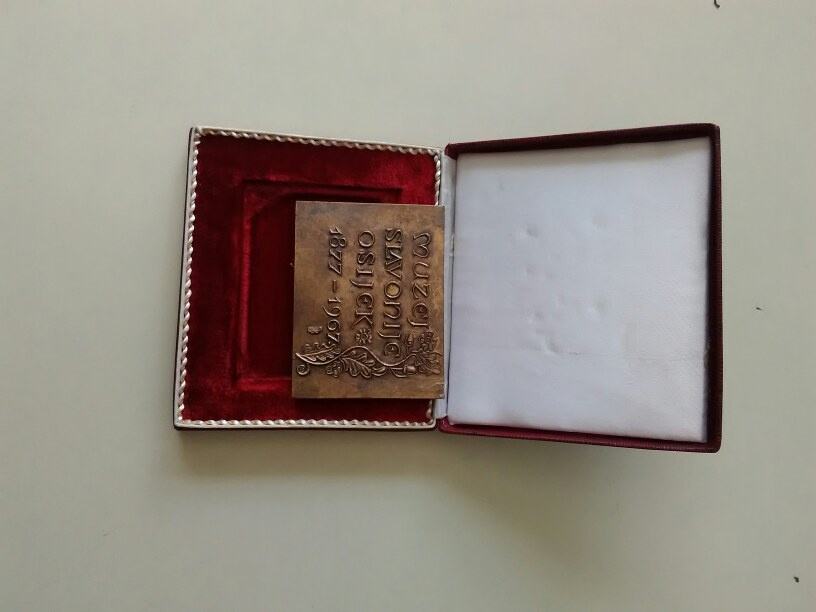 MUZEJ
SLAVONIJE
OSIJEK
1877-1967